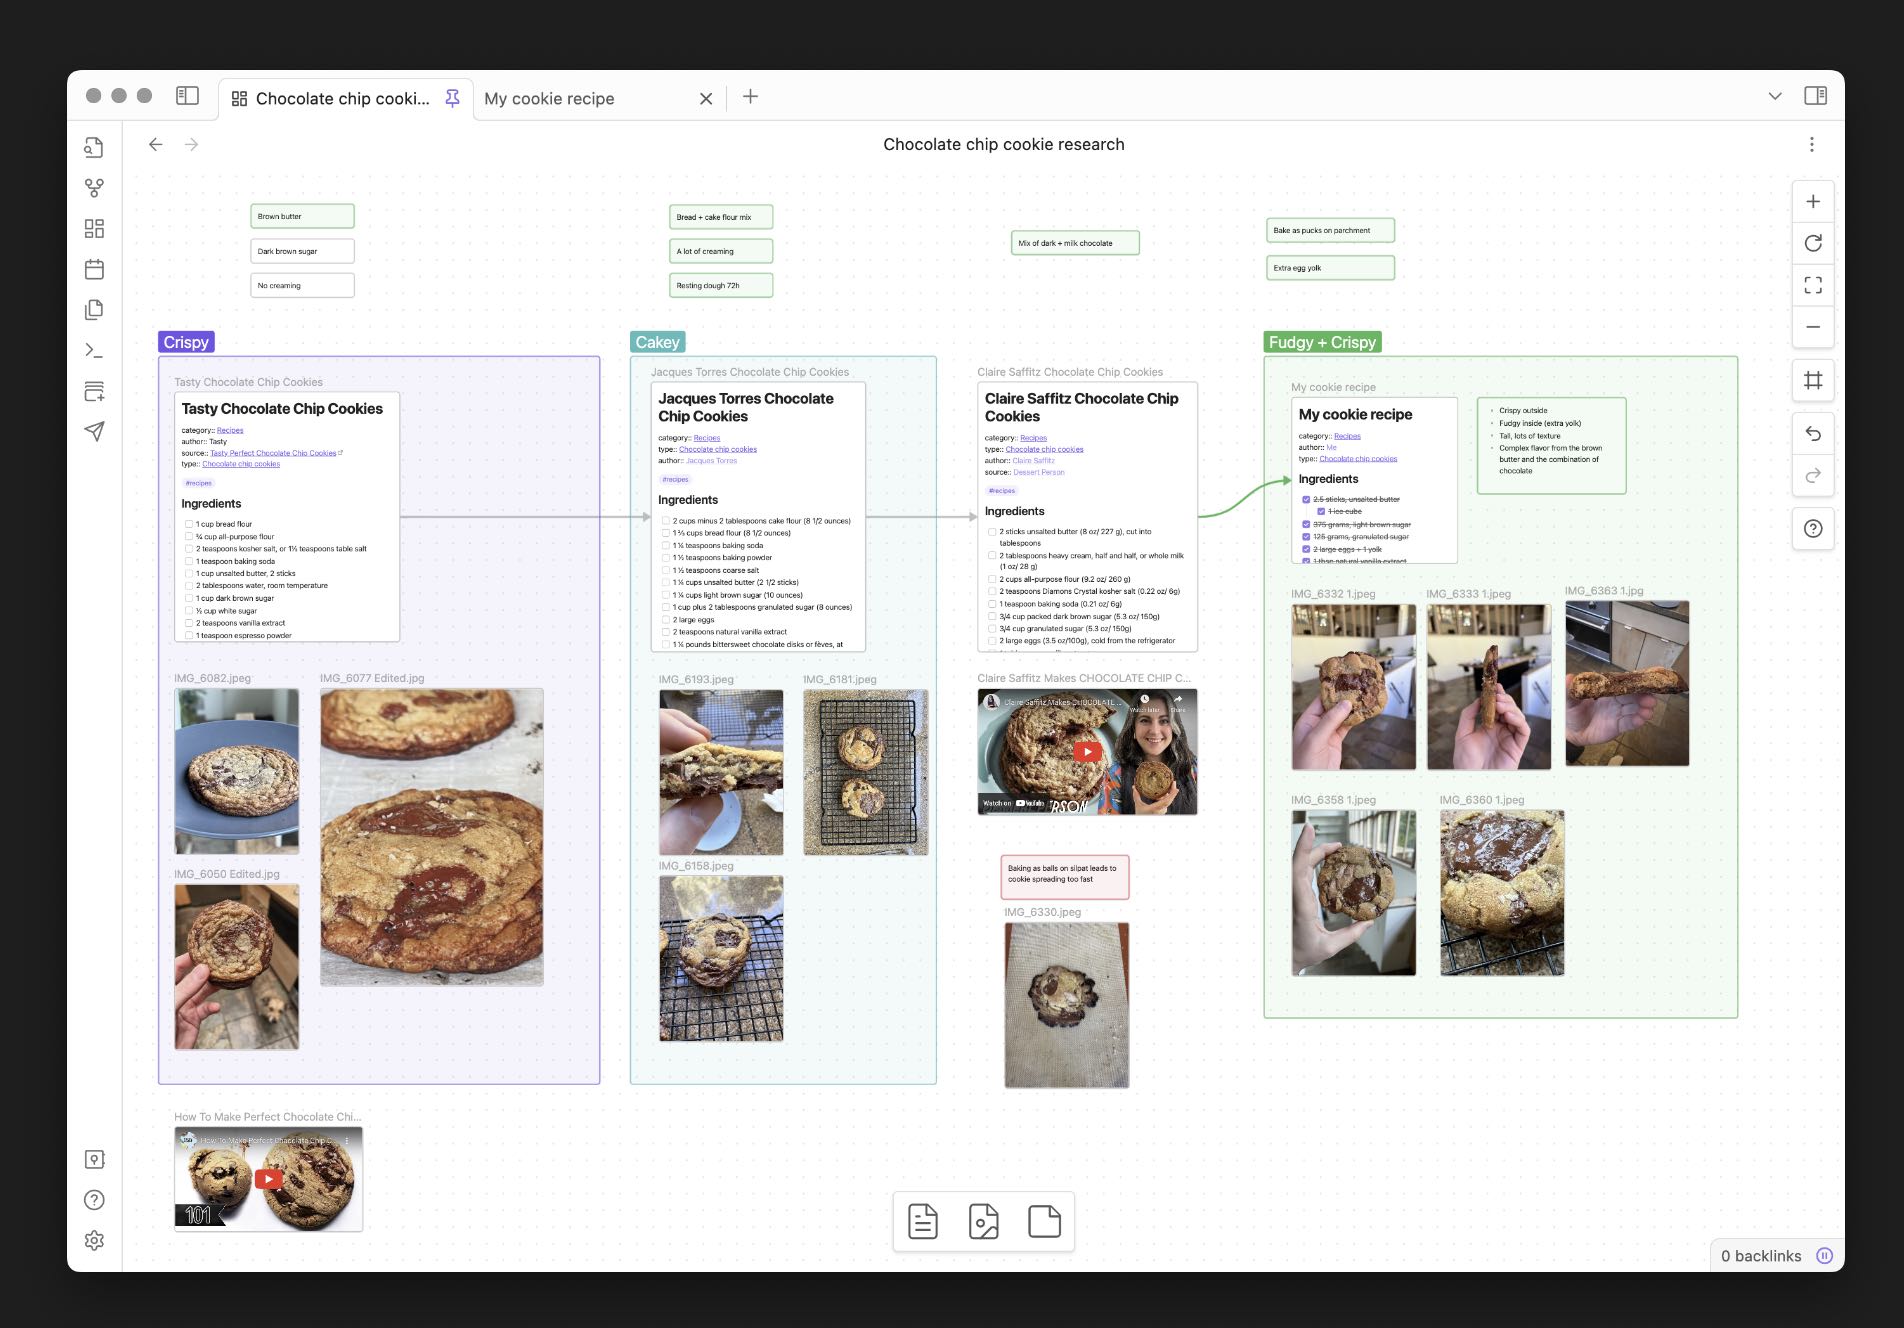 Chocolate chip cooki...
My cookie recipe
Chocolate chip cookie research
Brown butter
Dark brown sugar
No creaming
Bread + cake flour mix
A lot of creaming
Resting dough 72h
Mix of dark + milk chocolate
Bake as pucks on parchment
Extra egg yolk
Crispy
Tasty Chocolate Chip Cookies
Tasty Chocolate Chip Cookies
category:: Recipes
author:: Tasty
source:: Tasty Perfect Chocolate Chip Cookies
type:: Chocolate chip cookies
#recipes
Ingredients
1 cup bread flour
¾ cup all-purpose flour
2 teaspoons kosher salt, or 1½ teaspoons table salt
1 teaspoon baking soda
1 cup unsalted butter, 2 sticks
2 tablespoons water, room temperature
1 cup dark brown sugar
½ cup white sugar
2 teaspoons vanilla extract
1 teaspoon espresso powder
IMG_6082.jpeg
IMG_6077 Edited.jpg
IMG_6050 Edited.jpg
How To Make Perfect Chocolate Chi...
How To Make Perfect Chocolate Chip C...
101
Cakey
Jacques Torres Chocolate Chip Cookies
Jacques Torres Chocolate
Chip Cookies
category:: Recipes
type:: Chocolate chip cookies
author:: Jacques Torres
#recipes
Ingredients
2 cups minus 2 tablespoons cake flour (8 1/2 ounces)
1 ⅔ cups bread flour (8 1/2 ounces)
1 ¼ teaspoons baking soda
1 ½ teaspoons baking powder
1 ½ teaspoons coarse salt
1 ¼ cups unsalted butter (2 1/2 sticks)
1 ¼ cups light brown sugar (10 ounces)
1 cup plus 2 tablespoons granulated sugar (8 ounces)
2 large eggs
2 teaspoons natural vanilla extract
1 ¼ pounds bittersweet chocolate disks or fèves, at
IMG_6193.jpeg
IMG_6181.jpeg
IMG_6158.jpeg
Claire Saffitz Chocolate Chip Cookies
Claire Saffitz Chocolate Chip
Cookies
category:: Recipes
type:: Chocolate chip cookies
author:: Claire Saffitz
source:: Dessert Person
#recipes
Ingredients
2 sticks unsalted butter (8 oz/ 227 g), cut into
tablespoons
2 tablespoons heavy cream, half and half, or whole milk
(1 oz/ 28 g)
2 cups all-purpose flour (9.2 oz/ 260 g)
2 teaspoons Diamons Crystal kosher salt (0.22 oz/ 6g)
1 teaspoon baking soda (0.21 oz/ 6g)
3/4 cup packed dark brown sugar (5.3 oz/ 150g)
3/4 cup granulated sugar (5.3 oz/ 150g)
2 large eggs (3.5 oz/100g), cold from the refrigerator
Claire Saffitz Makes CHOCOLATE CHIP C...
Claire Saffitz Makes CHOCOLATE ...
Watch later
Share
Watch on YouTube
RSON
Baking as balls on silpat leads to
cookie spreading too fast
IMG_6330.jpeg
Fudgy + Crispy
My cookie recipe
My cookie recipe
category:: Recipes
author:: Me
type:: Chocolate chip cookies
Ingredients
2.5 sticks, unsalted butter
1 ice cube
375 grams, light brown sugar
125 grams, granulated sugar
2 large eggs + 1 yolk
1 tbsp natural vanilla extract
Crispy outside
Fudgy inside (extra yolk)
Tall, lots of texture
Complex flavor from the brown
butter and the combination of
chocolate
IMG_6332 1.jpg
IMG_6333 1.jpg
IMG_6363 1.jpg
IMG_6358 1.jpg
IMG_6360 1.jpg
0 backlinks